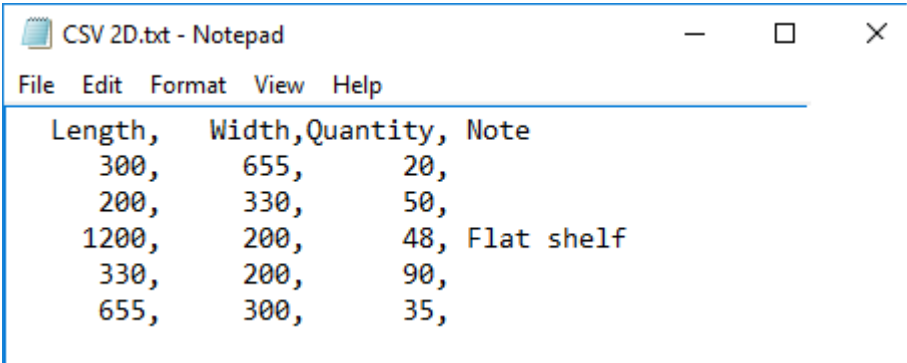 CSV 2D.txt - Notepad
File Edit Format View Help
Length, Width,Quantity, Note
300, 655, 20,
200, 330, 50,
1200, 200, 48, Flat shelf
330, 200, 90,
655, 300, 35,